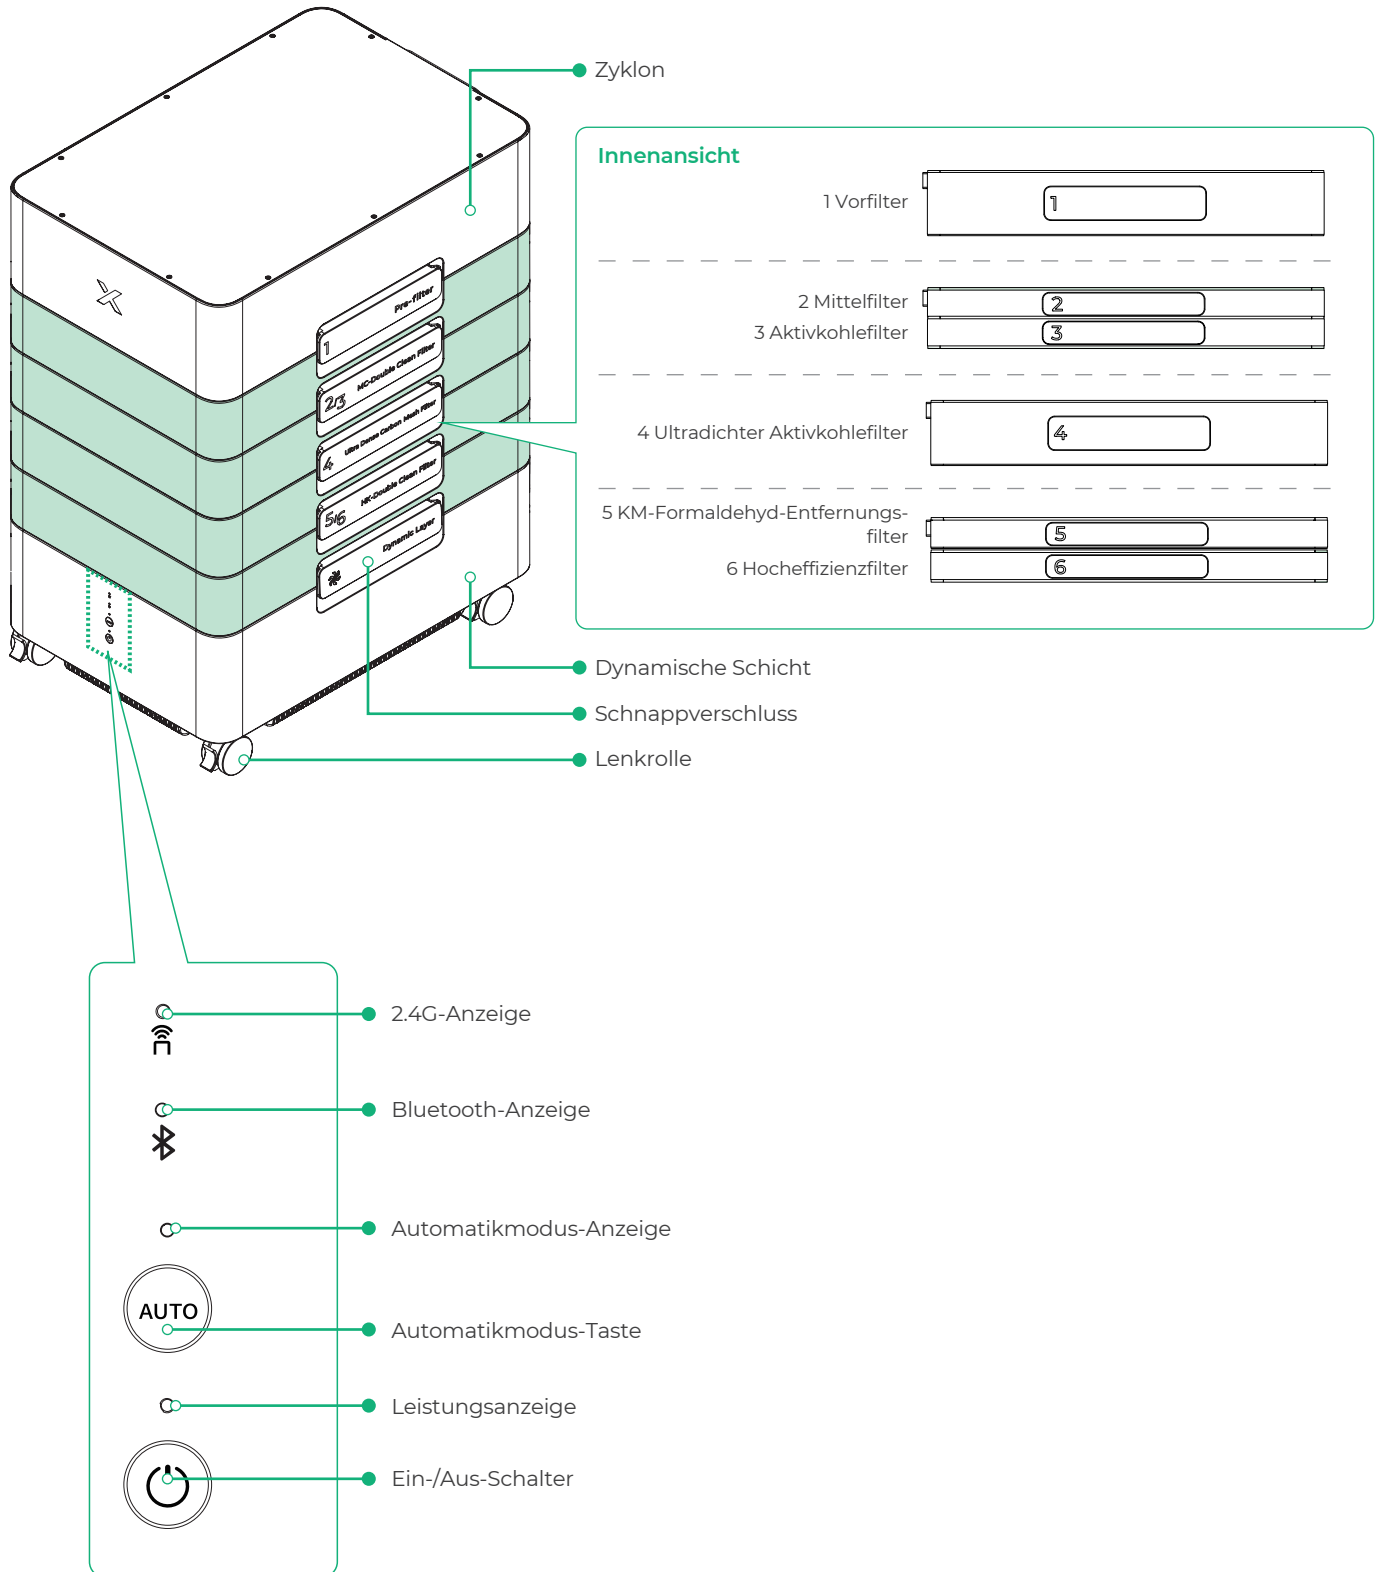 Zyklon
Innenansicht
1 Vorfilter
1
2 Mittelfilter
2
3 Aktivkohlefilter
3
4 Ultradichter Aktivkohlefilter
4
5 KM-Formaldehyd-Entfernungs-
filter
5
6 Hocheffizienzfilter
6
Pre-filter
1
MC-Double Clean Filter
2/3
Ultra Dense Carbon Mesh Filter
4
HK-Double Clean Filter
5/6
Dynamic Layer
Dynamische Schicht
Schnappverschluss
Lenkrolle
2.4G-Anzeige
Bluetooth-Anzeige
Automatikmodus-Anzeige
AUTO
Automatikmodus-Taste
Leistungsanzeige
Ein-/Aus-Schalter